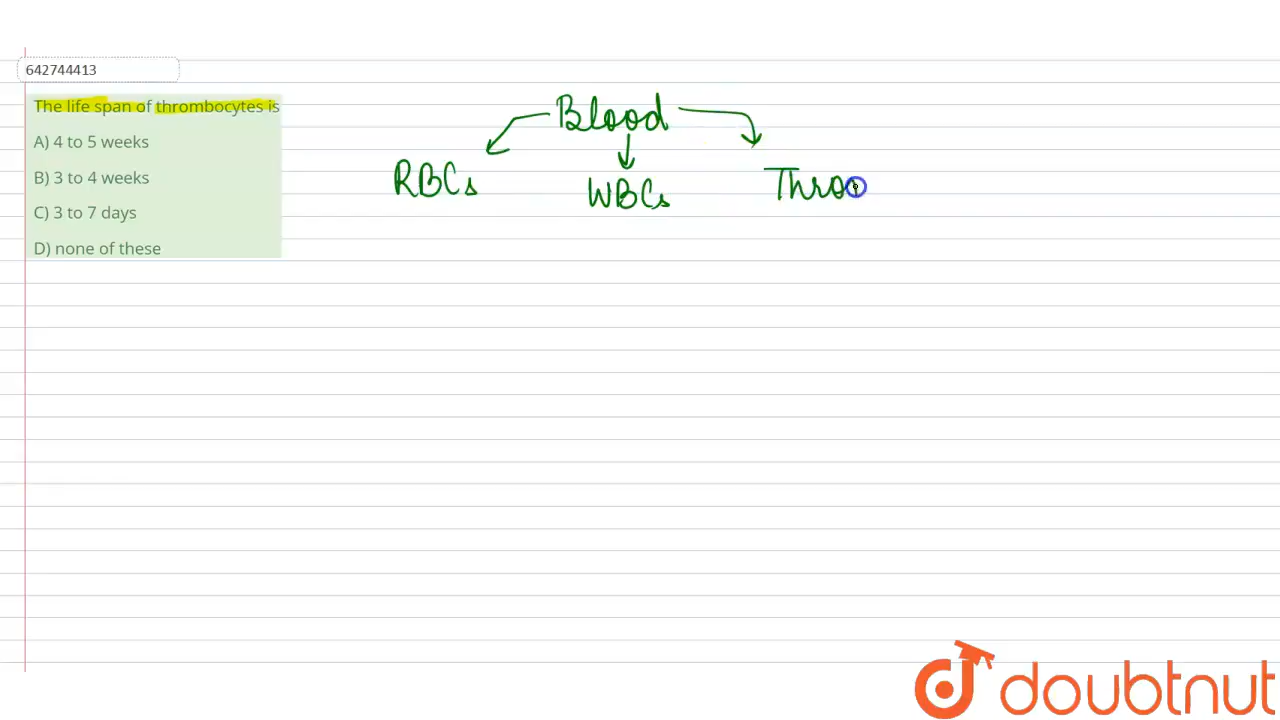 642744413
The life span of thrombocytes is
A) 4 to 5 weeks
B) 3 to 4 weeks
C) 3 to 7 days
D) none of these
Blood
RBCs WBCs Thro
doubtnut